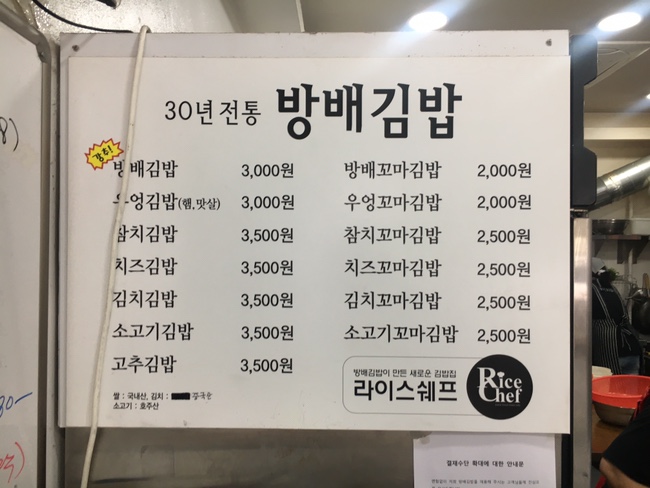 30년 전통 방배김밥
강추!
방배김밥 3,000원
우엉김밥(햄,맛살) 3,000원
참치김밥 3,500원
치즈김밥 3,500원
김치김밥 3,500원
소고기김밥 3,500원
고추김밥 3,500원
방배꼬마김밥 2,000원
우엉꼬마김밥 2,000원
참치꼬마김밥 2,500원
치즈꼬마김밥 2,500원
김치꼬마김밥 2,500원
소고기꼬마김밥 2,500원
쌀 : 국내산, 김치 : 중국산
소고기 : 호주산
방배김밥이 만든 새로운 김밥집
라이스쉐프
Rice Chef
결재수단 확대에 대한 안내문